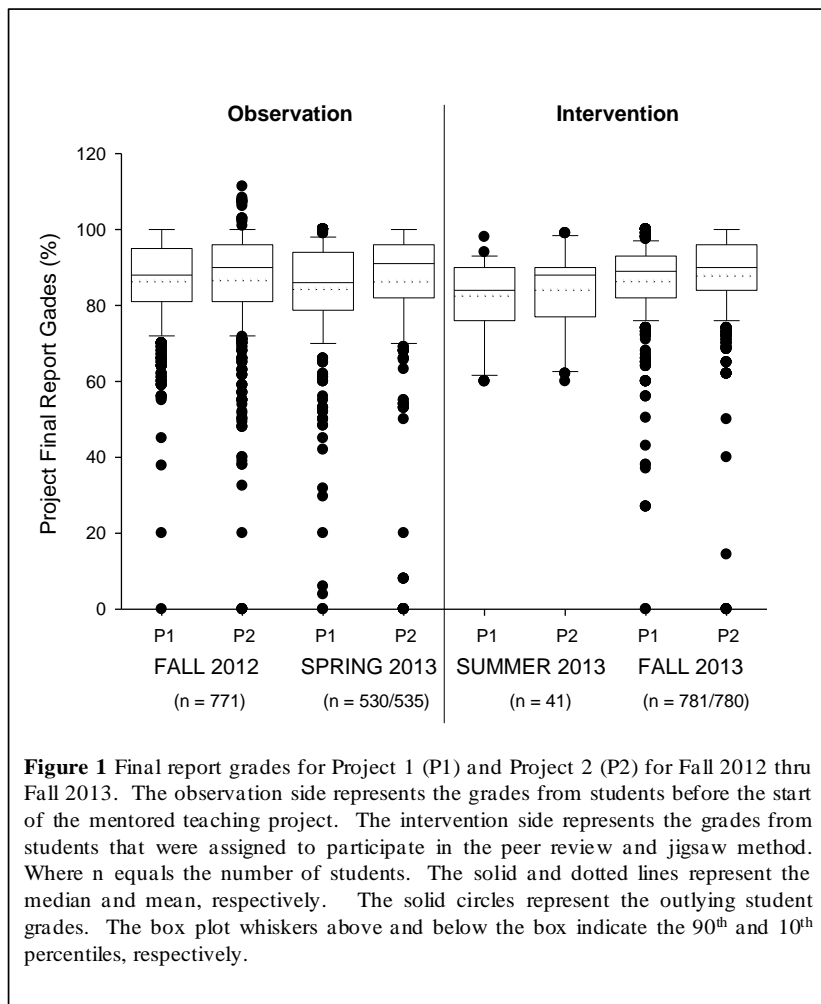 Observation Intervention
120
100
80
60
40
20
0
Project Final Report Gades (%)
P1 P2 P1 P2 P1 P2 P1 P2
FALL 2012 SPRING 2013 SUMMER 2013 FALL 2013
(n = 771) (n = 530/535) (n = 41) (n = 781/780)
Figure 1 Final report grades for Project 1 (P1) and Project 2 (P2) for Fall 2012 thru
Fall 2013. The observation side represents the grades from students before the start
of the mentored teaching project. The intervention side represents the grades from
students that were assigned to participate in the peer review and jigsaw method.
Where n equals the number of students. The solid and dotted lines represent the
median and mean, respectively. The solid circles represent the outlying student
grades. The box plot whiskers above and below the box indicate the 90th and 10th
percentiles, respectively.